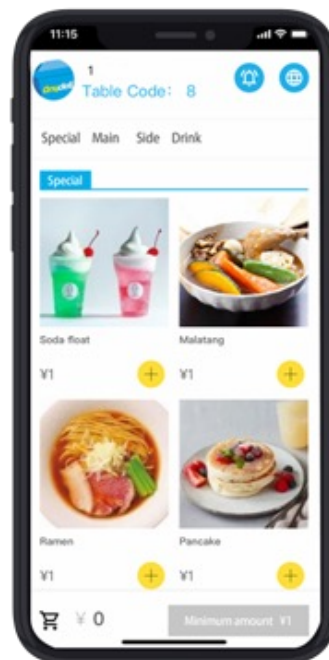 11:15
1
Table Code: 8
Special Main Side Drink
Special
Soda float Malatang
¥1 ¥1
Ramen Pancake
¥1 ¥1
¥ 0 Minimum amount ¥1